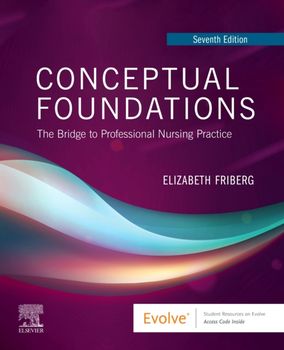 Seventh Edition
CONCEPTUAL
FOUNDATIONS
The Bridge to Professional Nursing Practice
ELIZABETH FRIBERG
ELSEVIER
Evolve
Student Resources on Evolve
Access Code Inside